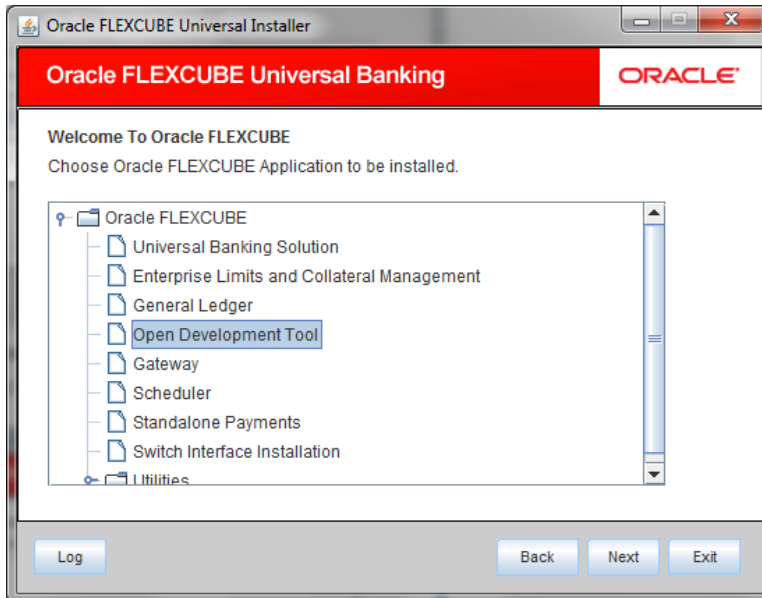 Oracle FLEXCUBE Universal Installer
Oracle FLEXCUBE Universal Banking
ORACLE
Welcome To Oracle FLEXCUBE
Choose Oracle FLEXCUBE Application to be installed.
Oracle FLEXCUBE
Universal Banking Solution
Enterprise Limits and Collateral Management
General Ledger
Open Development Tool
Gateway
Scheduler
Standalone Payments
Switch Interface Installation
Utilities
Log
Back
Next
Exit